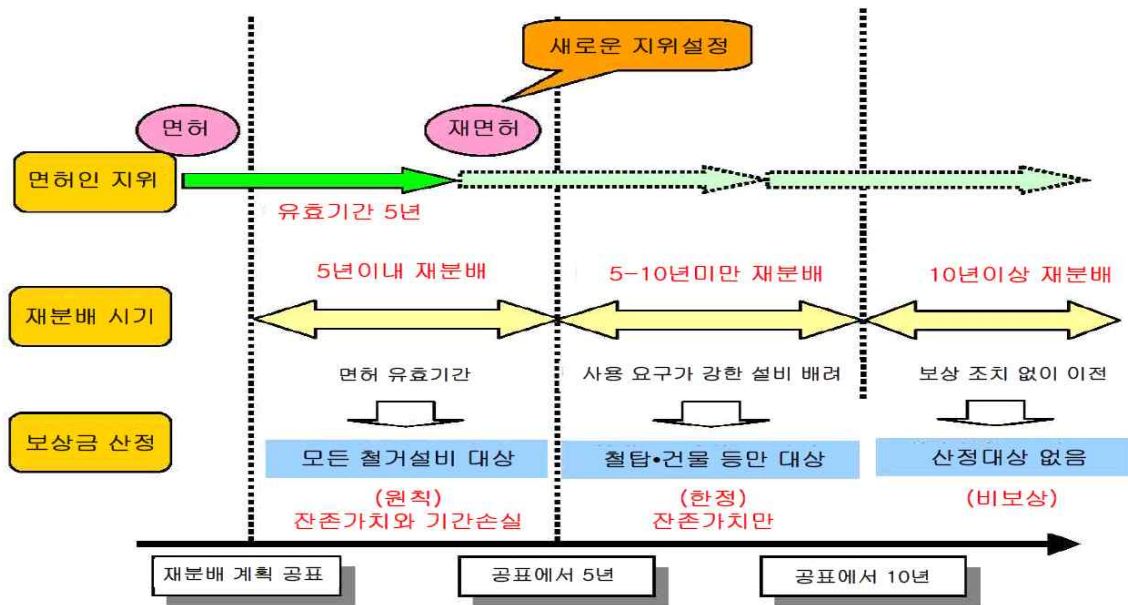 새로운 지위설정
면허
재면허
면허인 지위
유효기간 5년
5년이내 재분배
5-10년미만 재분배
10년이상 재분배
재분배 시기
면허 유효기간
사용 요구가 강한 설비 배려
보상 조치 없이 이전
보상금 산정
모든 철거설비 대상
철탑•건물 등만 대상
산정대상 없음
(원칙)
잔존가치와 기간손실
(한정)
잔존가치만
(비보상)
재분배 계획 공표
공표에서 5년
공표에서 10년